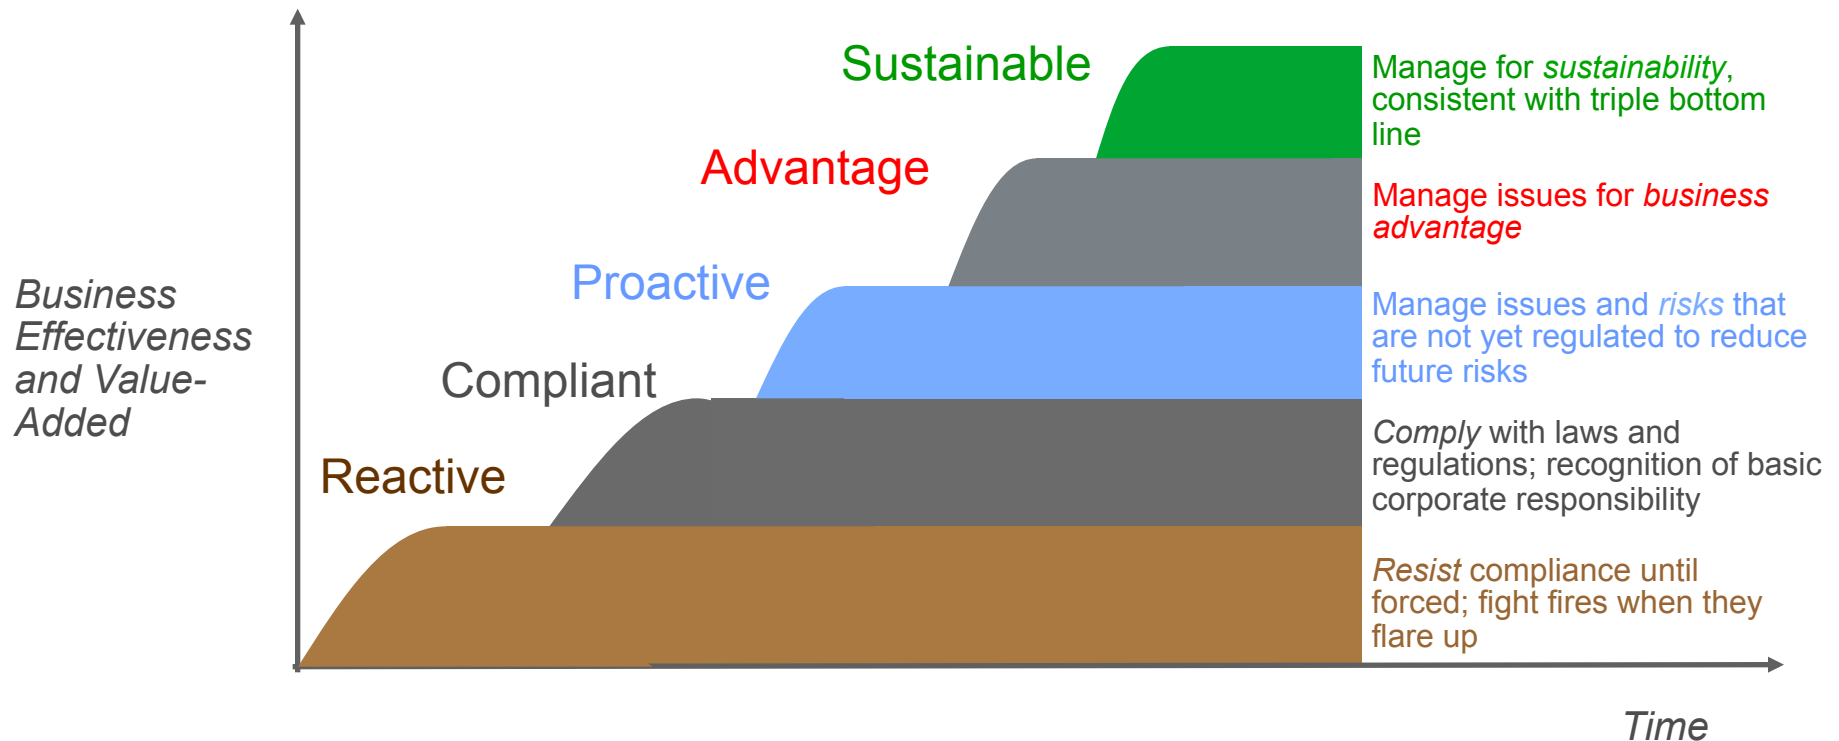 Sustainable
Manage for sustainability,
consistent with triple bottom
line
Advantage
Manage issues for business
advantage
Proactive
Manage issues and risks that
are not yet regulated to reduce
future risks
Business
Effectiveness
and Value-
Added
Compliant
Comply with laws and
regulations; recognition of basic
corporate responsibility
Reactive
Resist compliance until
forced; fight fires when they
flare up
Time